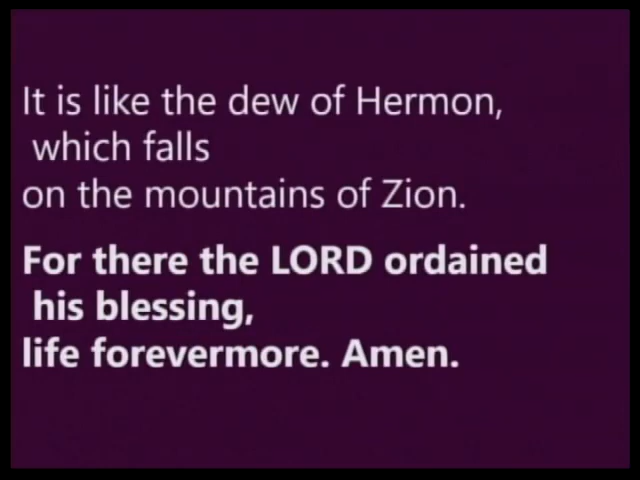 It is like the dew of Hermon,
which falls
on the mountains of Zion.
For there the LORD ordained
his blessing,
life forevermore. Amen.